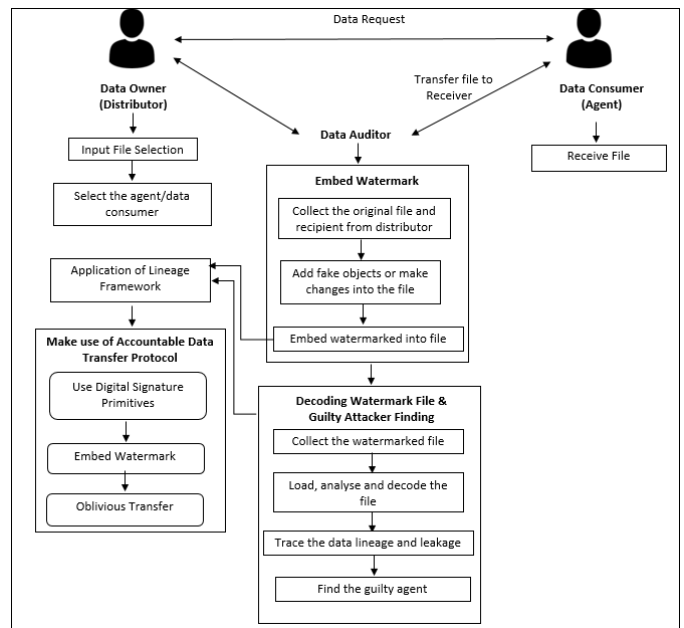 Data Request
Data Owner
(Distributor)
Transfer file to
Receiver
Data Consumer
(Agent)
Data Auditor
Input File Selection
Select the agent/data
consumer
Receive File
Embed Watermark
Collect the original file and
recipient from distributor
Add fake objects or make
changes into the file
Embed watermarked into file
Application of Lineage
Framework
Make use of Accountable Data
Transfer Protocol
Use Digital Signature
Primitives
Embed Watermark
Oblivious Transfer
Decoding Watermark File &
Guilty Attacker Finding
Collect the watermarked file
Load, analyse and decode the
file
Trace the data lineage and leakage
Find the guilty agent